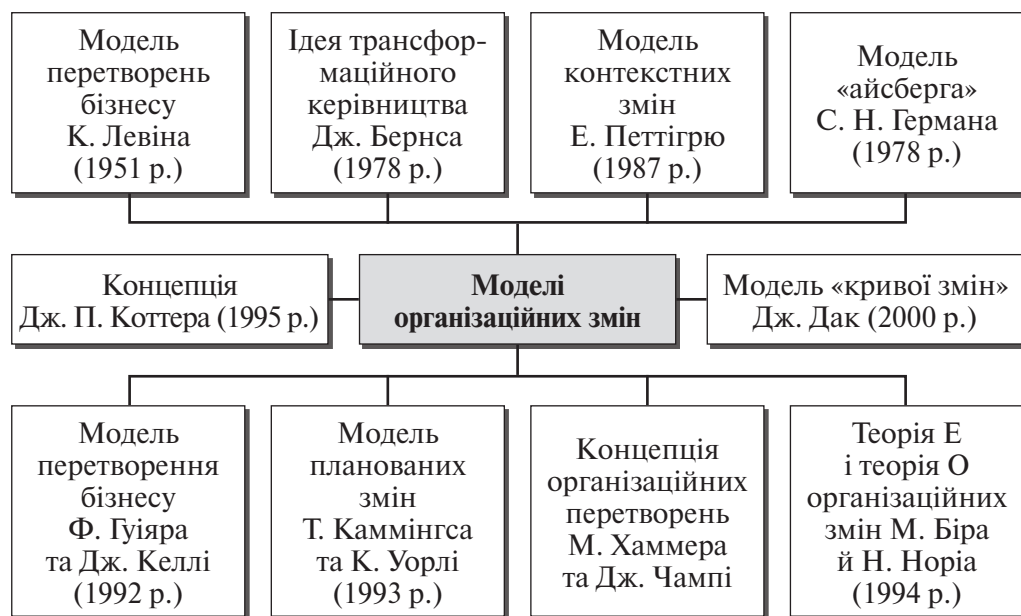 Модель
перетворень
бізнесу
К. Левіна
(1951 р.)
Ідея трансфор-
маційного
керівництва
Дж. Бернса
(1978 р.)
Модель
контекстних
змін
Е. Петтігрю
(1987 р.)
Модель
«айсберга»
С. Н. Германа
(1978 р.)
Концепція
Дж. П. Коттера (1995 р.)
Моделі
організаційних змін
Модель «кривої змін»
Дж. Дак (2000 р.)
Модель
перетворення
бізнесу
Ф. Гуіяра
та Дж. Келлі
(1992 р.)
Модель
планованих
змін
Т. Каммінгса
та К. Уорлі
(1993 р.)
Концепція
організаційних
перетворень
М. Хаммера
та Дж. Чампі
Теорія Е
і теорія О
організаційних
змін М. Біра
й Н. Норіа
(1994 р.)